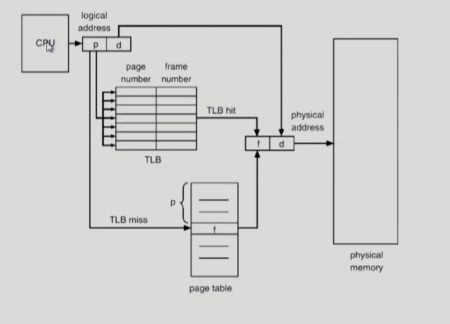 logical
address
CPU
p d
page frame
number number
TLB hit
physical
address
f d
TLB
p
TLB miss
f
physical
memory
page table